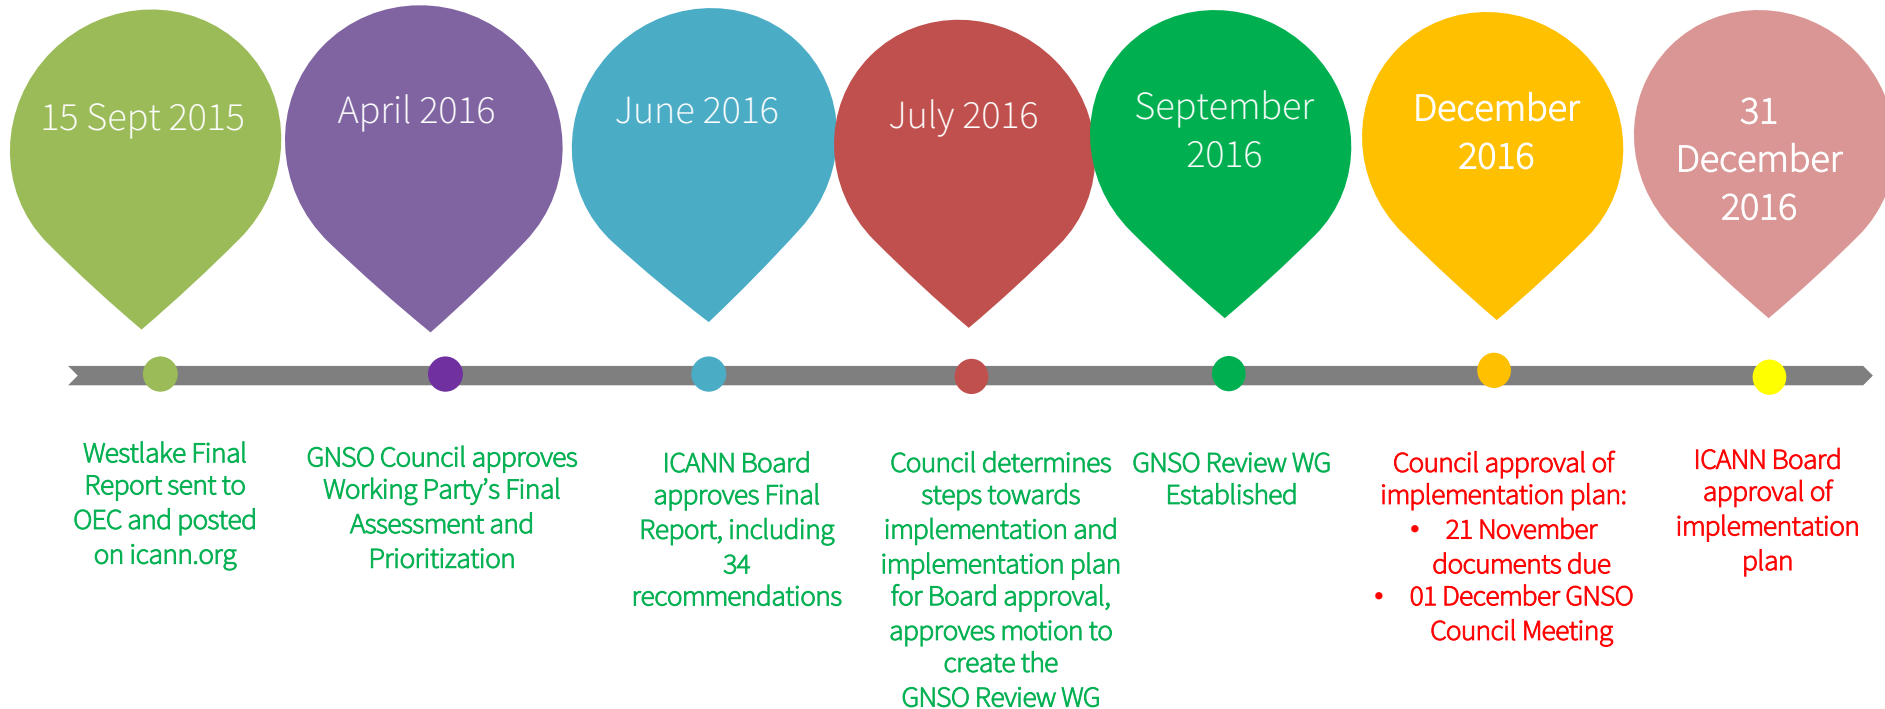 15 Sept 2015
April 2016
June 2016
July 2016
September
2016
December
2016
31
December
2016
Westlake Final
Report sent to
OEC and posted
on icann.org
GNSO Council approves
Working Party’s Final
Assessment and
Prioritization
ICANN Board
approves Final
Report, including
34
recommendations
Council determines
steps towards
implementation and
implementation plan
for Board approval,
approves motion to
create the
GNSO Review WG
GNSO Review WG
Established
Council approval of
implementation plan:
• 21 November
documents due
• 01 December GNSO
Council Meeting
ICANN Board
approval of
implementation
plan